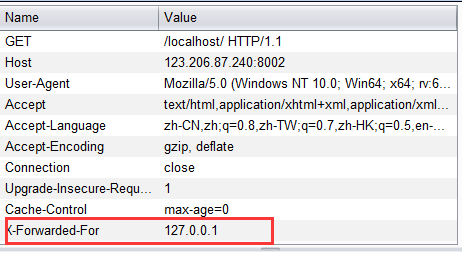 Name Value
GET /localhost/ HTTP/1.1
Host 123.206.87.240:8002
User-Agent Mozilla/5.0 (Windows NT 10.0; Win64; x64; rv:6...
Accept text/html,application/xhtml+xml,application/xml...
Accept-Language zh-CN,zh;q=0.8,zh-TW;q=0.7,zh-HK;q=0.5,en-...
Accept-Encoding gzip, deflate
Connection close
Upgrade-Insecure-Requ... 1
Cache-Control max-age=0
X-Forwarded-For 127.0.0.1